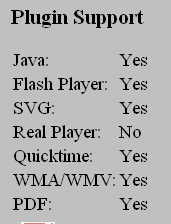 Plugin Support
Java: Yes
Flash Player: Yes
SVG: Yes
Real Player: No
Quicktime: Yes
WMA/WMV: Yes
PDF: Yes